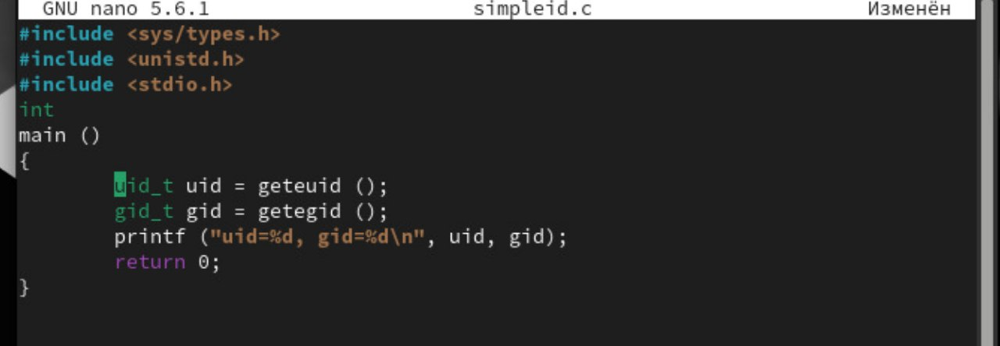 GNU nano 5.6.1 simpleid.c Изменён
#include <sys/types.h>
#include <unistd.h>
#include <stdio.h>
int
main ()
{
        uid_t uid = geteuid ();
        gid_t gid = getegid ();
        printf ("uid=%d, gid=%d\n", uid, gid);
        return 0;
}